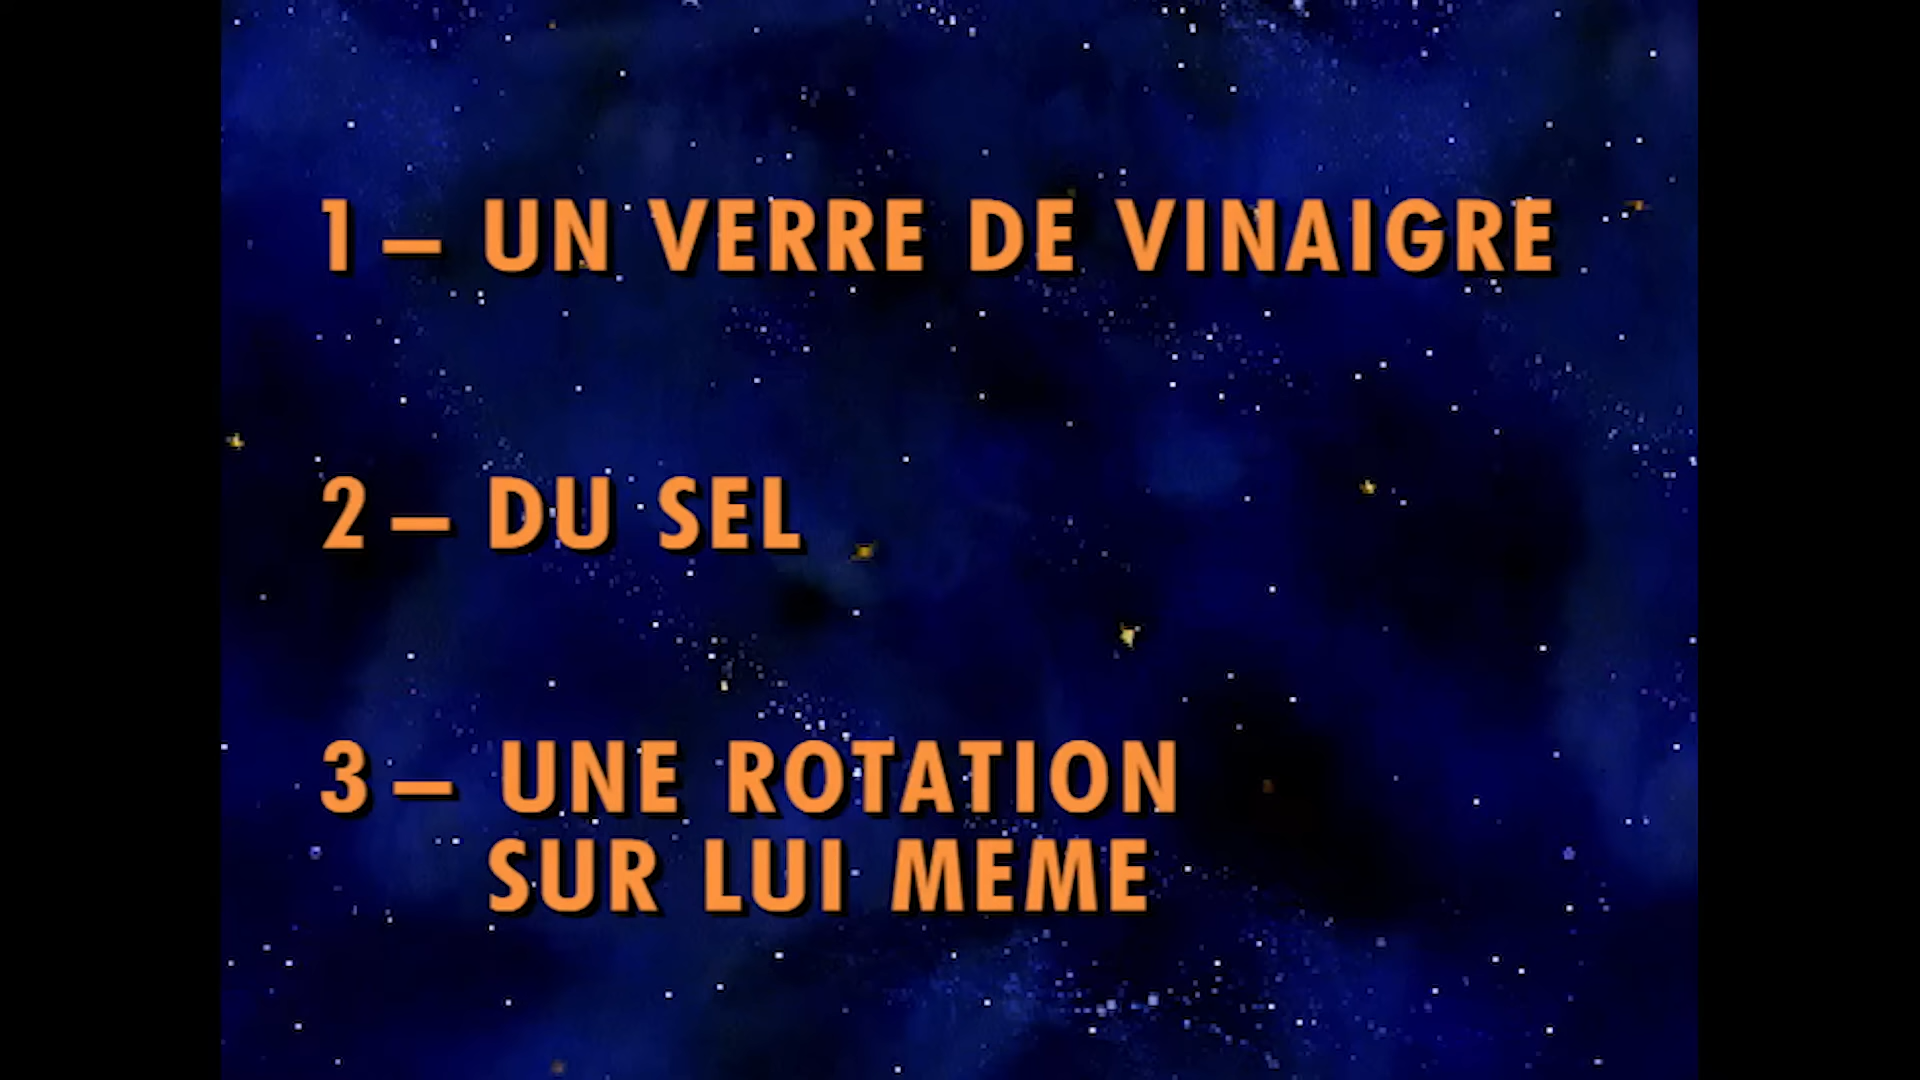 1 – UN VERRE DE VINAIGRE
2 – DU SEL
3 – UNE ROTATION
SUR LUI MEME